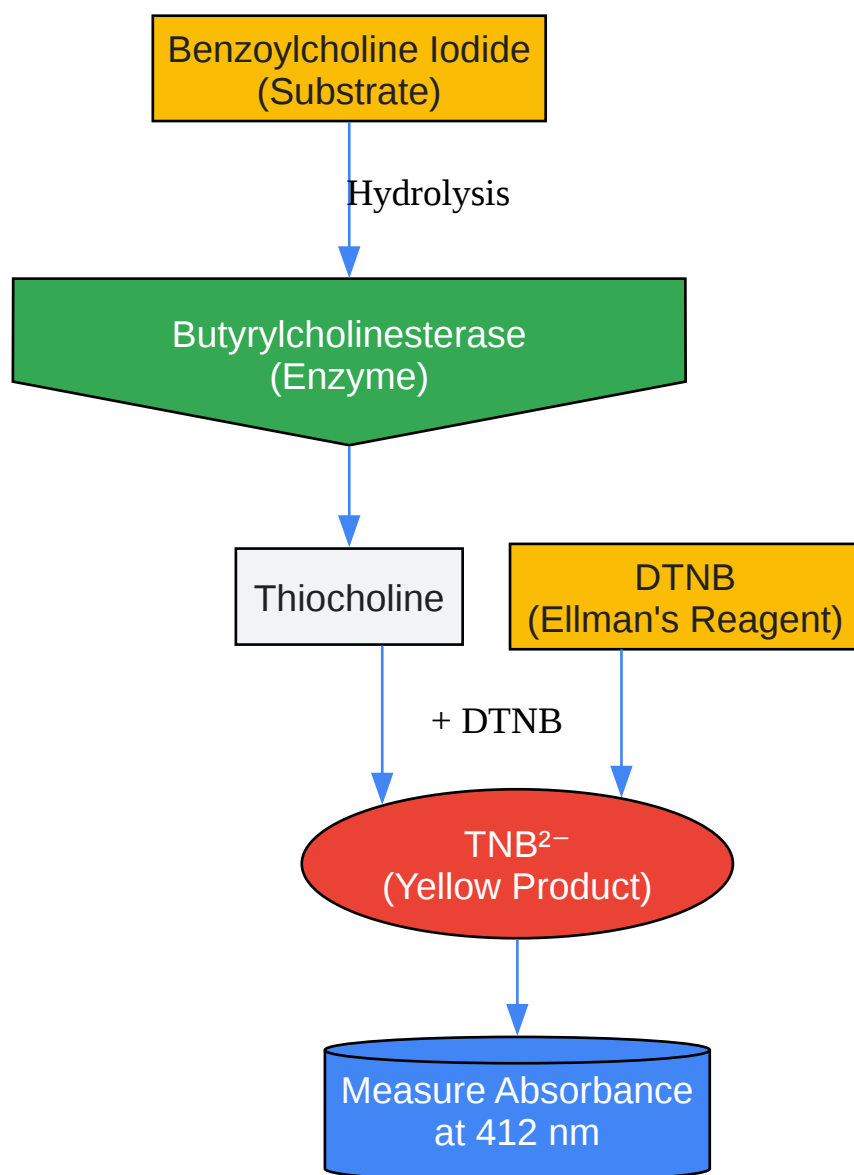 Benzoylcholine Iodide
(Substrate)
Hydrolysis
Butyrylcholinesterase
(Enzyme)
Thiocholine
DTNB
(Ellman's Reagent)
+ DTNB
TNB²⁻
(Yellow Product)
Measure Absorbance
at 412 nm